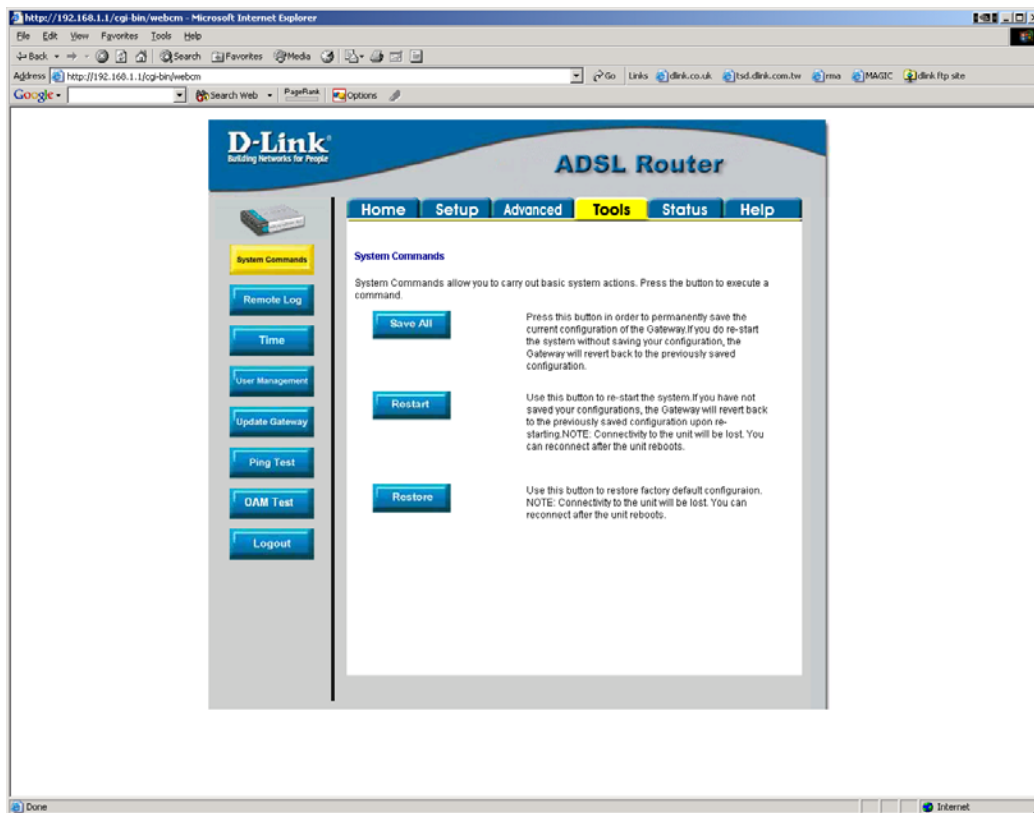 http://192.168.1.1/cgi-bin/webcm - Microsoft Internet Explorer
File Edit View Favorites Tools Help
Back Search Favorites Media
Address http://192.168.1.1/cgi-bin/webcm Go Links dlink.co.uk tsd.dlink.com.tw rma MAGIC dlink ftp site
Google Search Web PageRank Options
D-Link
Building Networks for People
ADSL Router
Home Setup Advanced Tools Status Help
System Commands
Remote Log
Time
User Management
Update Gateway
Ping Test
OAM Test
Logout
System Commands
System Commands allow you to carry out basic system actions. Press the button to execute a
command.
Save All
Press this button in order to permanently save the
current configuration of the Gateway.If you do re-start
the system without saving your configuration, the
Gateway will revert back to the previously saved
configuration.
Restart
Use this button to re-start the system.If you have not
saved your configurations, the Gateway will revert back
to the previously saved configuration upon re-
starting.NOTE: Connectivity to the unit will be lost. You
can reconnect after the unit reboots.
Restore
Use this button to restore factory default configuraion.
NOTE: Connectivity to the unit will be lost. You can
reconnect after the unit reboots.
Done
Internet